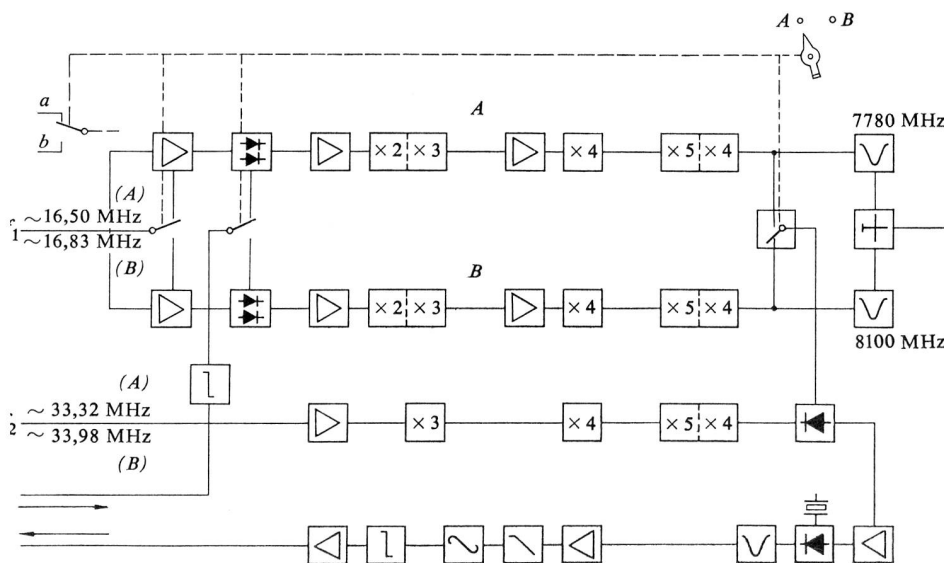 A B
a
A
7780 MHz
b
×2 ×3 ×4 ×5 ×4
(A)
~16,50 MHz
1 ~16,83 MHz
(B)
B
×2 ×3 ×4 ×5 ×4
8100 MHz
(A)
~ 33,32 MHz
2 ~ 33,98 MHz
×3 ×4 ×5 ×4
(B)